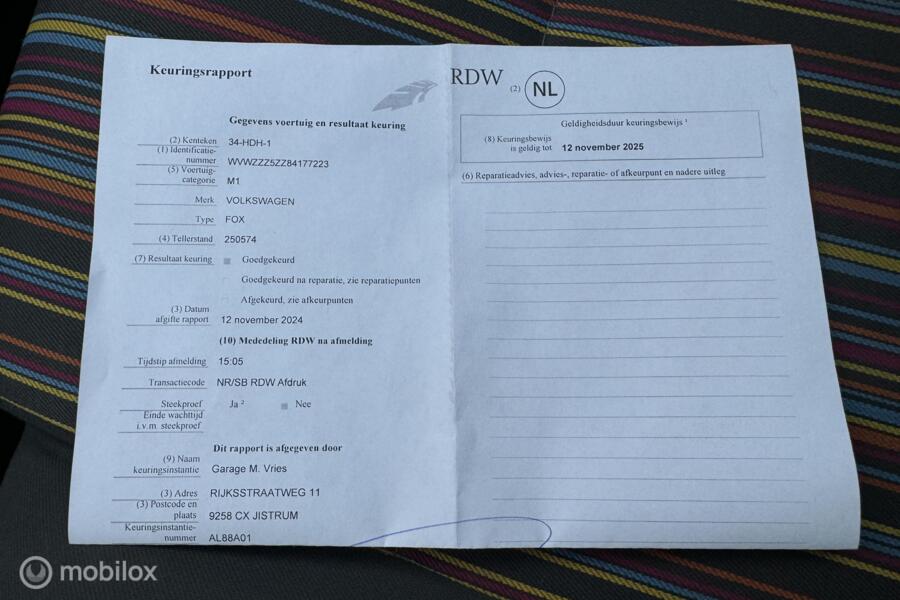 Keuringsrapport
RDW
(2)
NL
Gegevens voertuig en resultaat keuring
(2) Kenteken 34-HDH-1
(1) Identificatie-
nummer WVWZZZ5ZZ84177223
(5) Voertuig-
categorie M1
Merk VOLKSWAGEN
Type FOX
(4) Tellerstand 250574
(7) Resultaat keuring Goedgekeurd
Goedgekeurd na reparatie, zie reparatiepunten
Afgekeurd, zie afkeurpunten
(3) Datum
afgifte rapport 12 november 2024
(10) Mededeling RDW na afmelding
Tijdstip afmelding 15:05
Transactiecode NR/SB RDW Afdruk
Steekproef Ja ² Nee
Einde wachttijd
i.v.m. steekproef
Dit rapport is afgegeven door
(9) Naam
keuringsinstantie Garage M. Vries
(3) Adres RIJKSSTRAATWEG 11
(3) Postcode en
plaats 9258 CX JISTRUM
Keuringsinstantie-
nummer AL88A01
Geldigheidsduur keuringsbewijs ¹
(8) Keuringsbewijs
is geldig tot 12 november 2025
(6) Reparatieadvies, advies-, reparatie- of afkeurpunt en nadere uitleg
mobilox